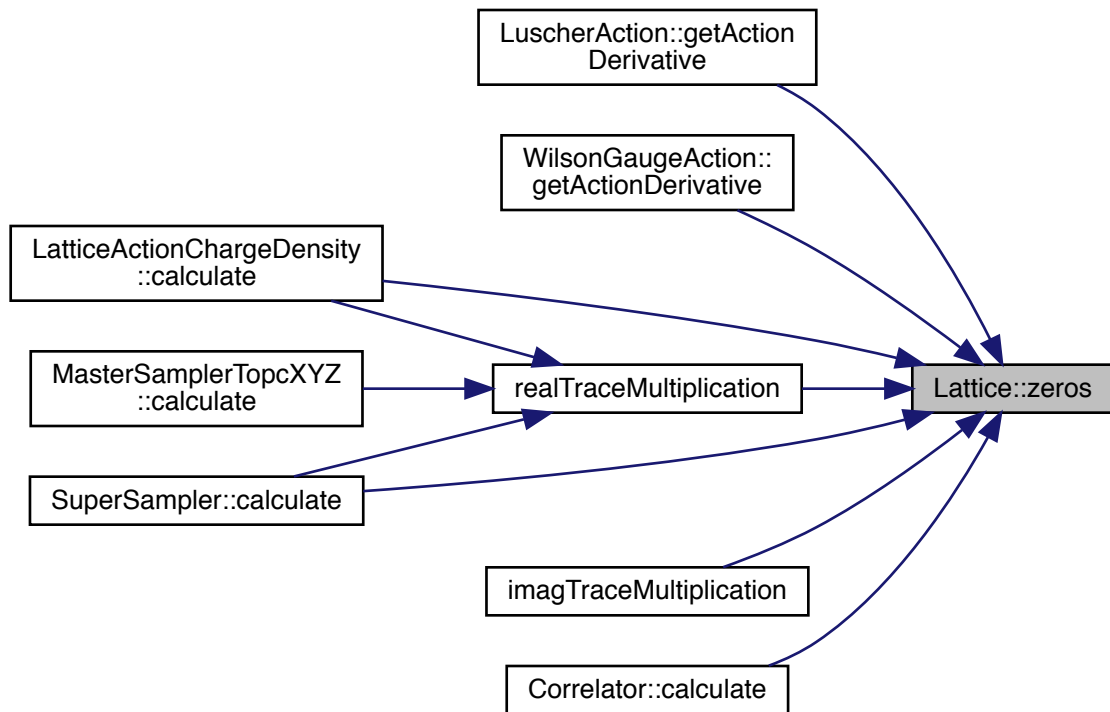 LuscherAction::getAction
Derivative
WilsonGaugeAction::
getActionDerivative
LatticeActionChargeDensity
::calculate
MasterSamplerTopcXYZ
::calculate
realTraceMultiplication
Lattice::zeros
SuperSampler::calculate
imagTraceMultiplication
Correlator::calculate